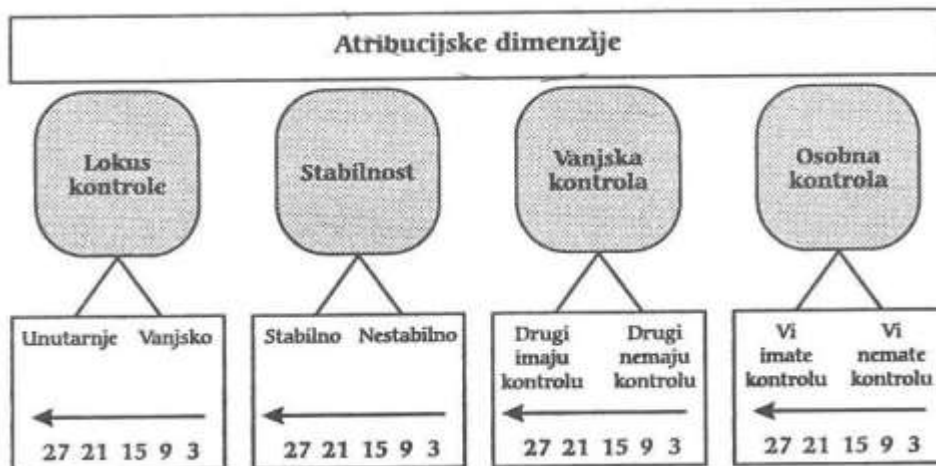 Atribucijske dimenzije
Lokus
kontrole
Stabilnost
Vanjska
kontrola
Osobna
kontrola
Unutarnje Vanjsko
27 21 15 9 3
Stabilno Nestabilno
27 21 15 9 3
Drugi imaju kontrolu
Drugi nemaju kontrolu
27 21 15 9 3
Vi imate kontrolu
Vi nemate kontrolu
27 21 15 9 3